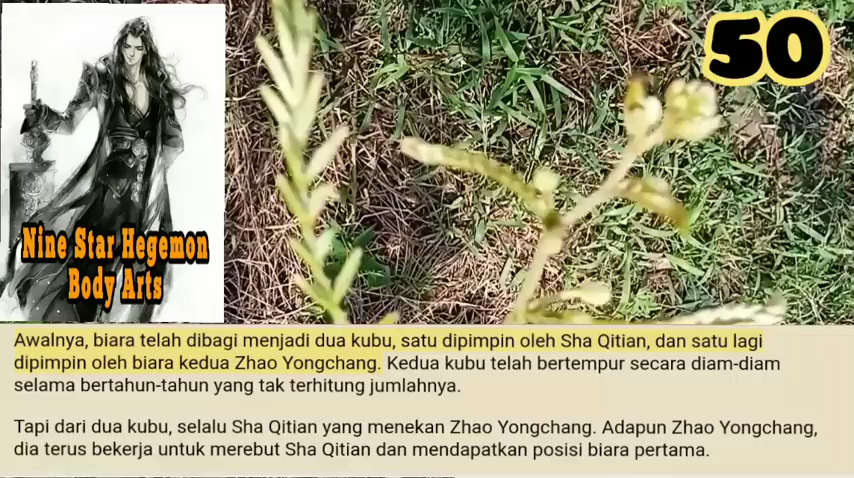 50
Nine Star Hegemon
Body Arts
Awalnya, biara telah dibagi menjadi dua kubu, satu dipimpin oleh Sha Qitian, dan satu lagi
dipimpin oleh biara kedua Zhao Yongchang. Kedua kubu telah bertempur secara diam-diam
selama bertahun-tahun yang tak terhitung jumlahnya.
Tapi dari dua kubu, selalu Sha Qitian yang menekan Zhao Yongchang. Adapun Zhao Yongchang,
dia terus bekerja untuk merebut Sha Qitian dan mendapatkan posisi biara pertama.